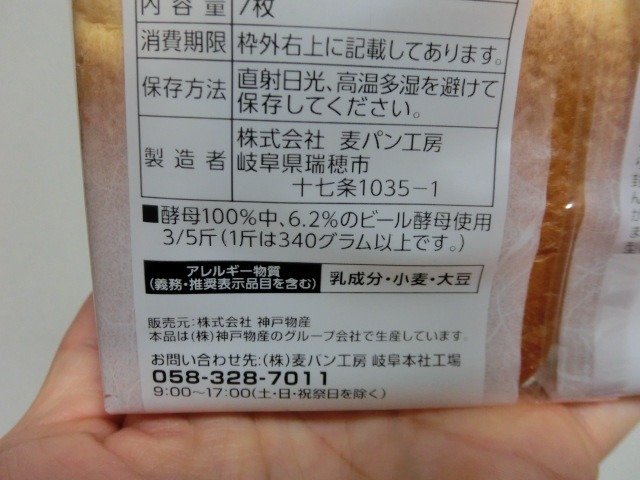 内容量 7枚
消費期限 枠外右上に記載してあります。
保存方法 直射日光、高温多湿を避けて
保存してください。
製造者 株式会社 麦パン工房
岐阜県瑞穂市
十七条1035-1
■酵母100%中、6.2%のビール酵母使用
3/5斤(1斤は340グラム以上です。)
アレルギー物質
(義務・推奨表示品目を含む) 乳成分・小麦・大豆
販売元:株式会社 神戸物産
本品は(株)神戸物産のグループ会社で生産しています。
お問い合わせ先:(株)麦パン工房 岐阜本社工場
058-328-7011
9:00～17:00(土・日・祝祭日を除く)